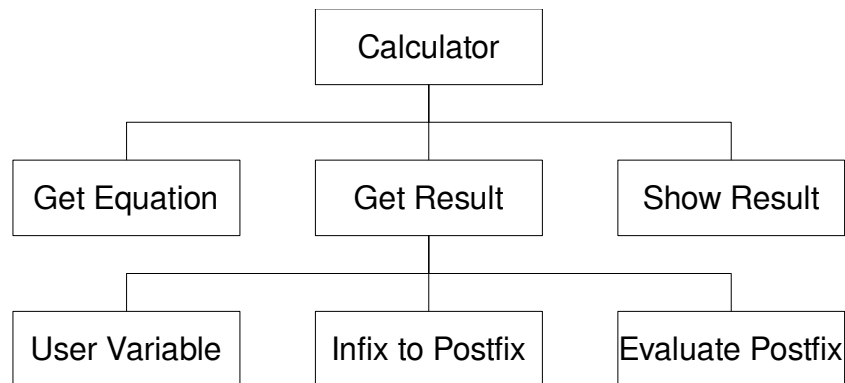 Calculator
Get Equation
Get Result
Show Result
User Variable
Infix to Postfix
Evaluate Postfix